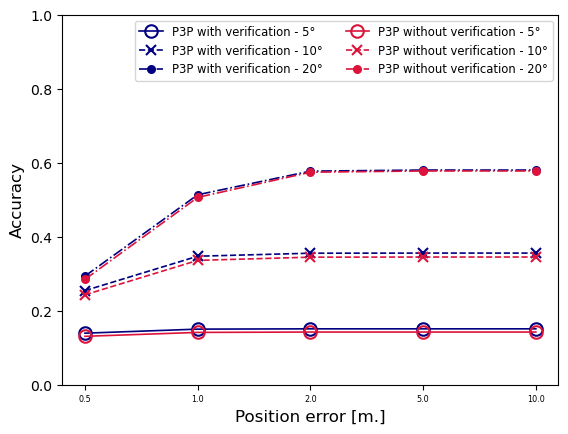 1.0
0.8
0.6
0.4
0.2
0.0
Accuracy
P3P with verification - 5°
P3P with verification - 10°
P3P with verification - 20°
P3P without verification - 5°
P3P without verification - 10°
P3P without verification - 20°
0.5 1.0 2.0 5.0 10.0
Position error [m.]